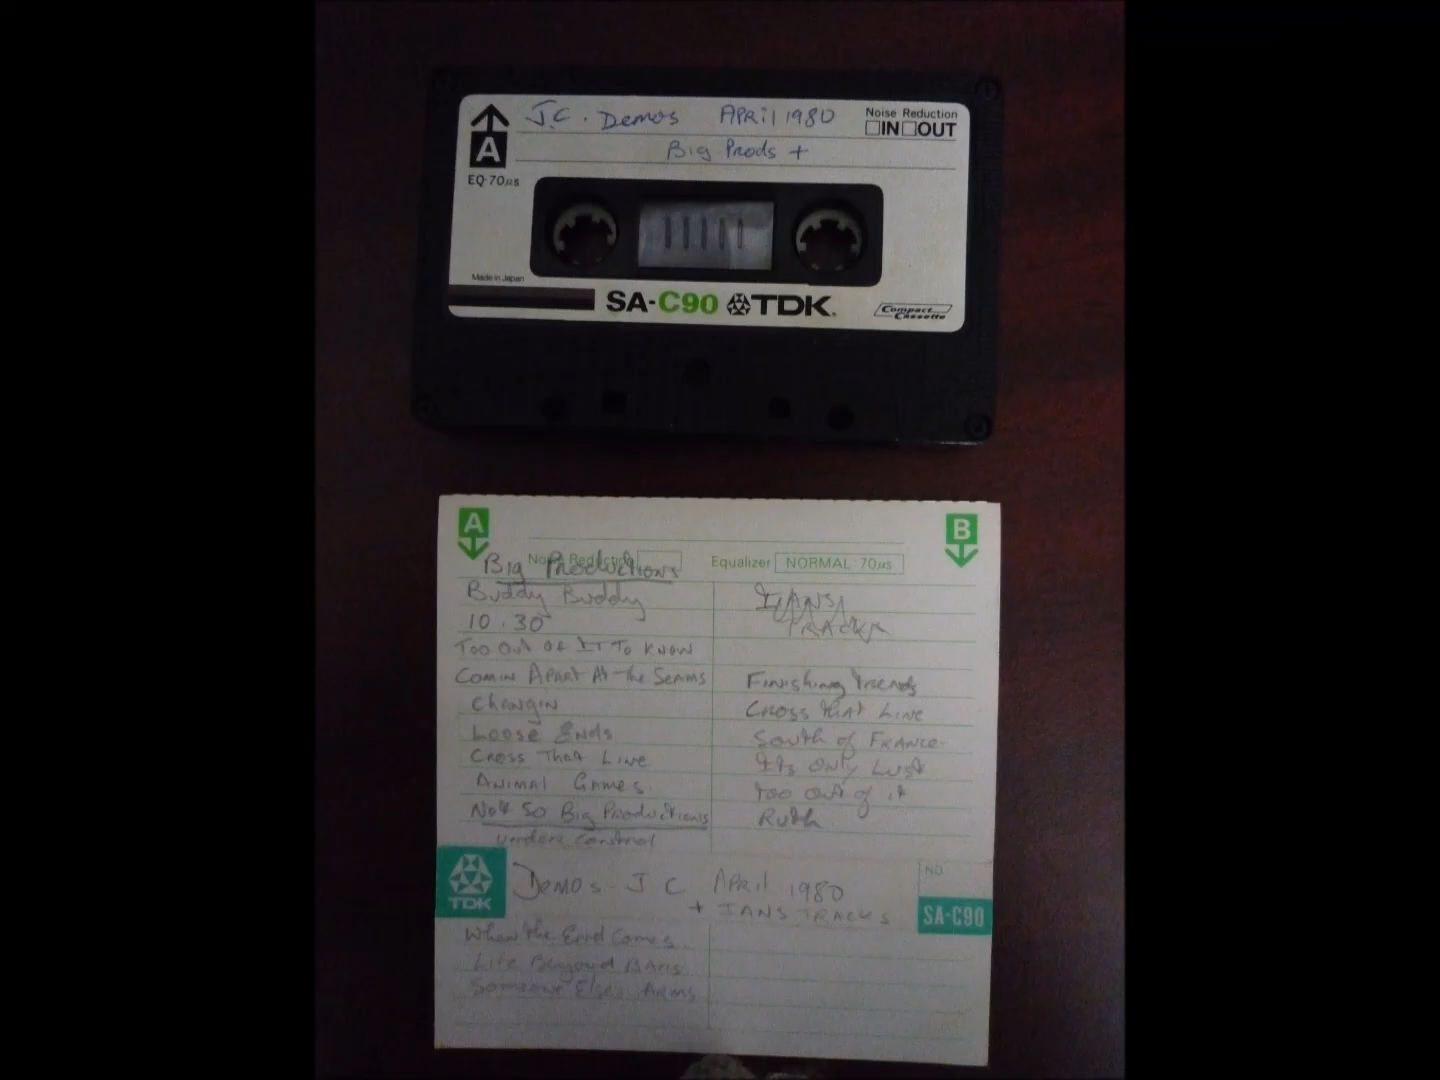 J.C. Demos April 1980
Noise Reduction
IN OUT
Big Prods +
A
EQ·70µs
Made in Japan
SA-C90 TDK.
Compact Cassette
A
B
Noise Reduction
Equalizer NORMAL:70µs
Big Productions
Buddy Buddy
10.30
Too Out Of It To Know
Comin Apart At The Seams
Changin
Loose Ends
Cross That Line
Animal Games.
Not So Big Productions
Under Control
IANS
TRACKS
Finishing Trends
Cross that Line
South of France.
Its Only Lust
Too out of it
Ruth
TDK
Demos - J C April 1980
+ IANS TRACKS
NO.
SA-C90
When the End Comes.
Life Beyond Bars
Someone Elses Arms